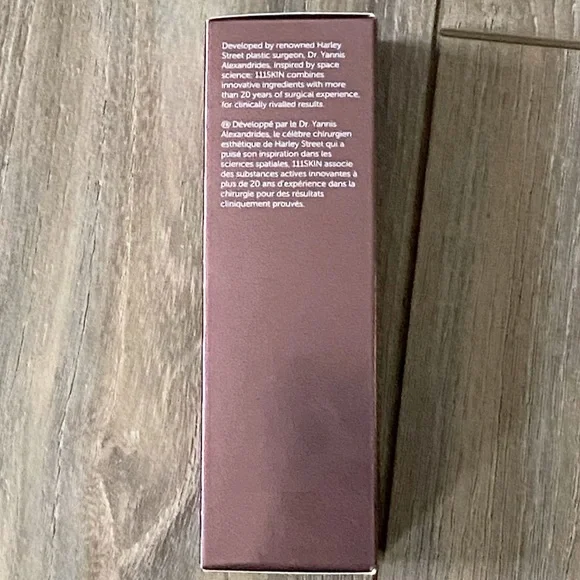 Developed by renowned Harley
Street plastic surgeon, Dr. Yannis
Alexandrides, inspired by space
science; 111SKIN combines
innovative ingredients with more
than 20 years of surgical experience,
for clinically rivalled results.
FR Développé par le Dr. Yannis
Alexandrides, le célèbre chirurgien
esthétique de Harley Street qui a
puisé son inspiration dans les
sciences spatiales, 111SKIN associe
des substances actives innovantes à
plus de 20 ans d'expérience dans la
chirurgie pour des résultats
cliniquement prouvés.